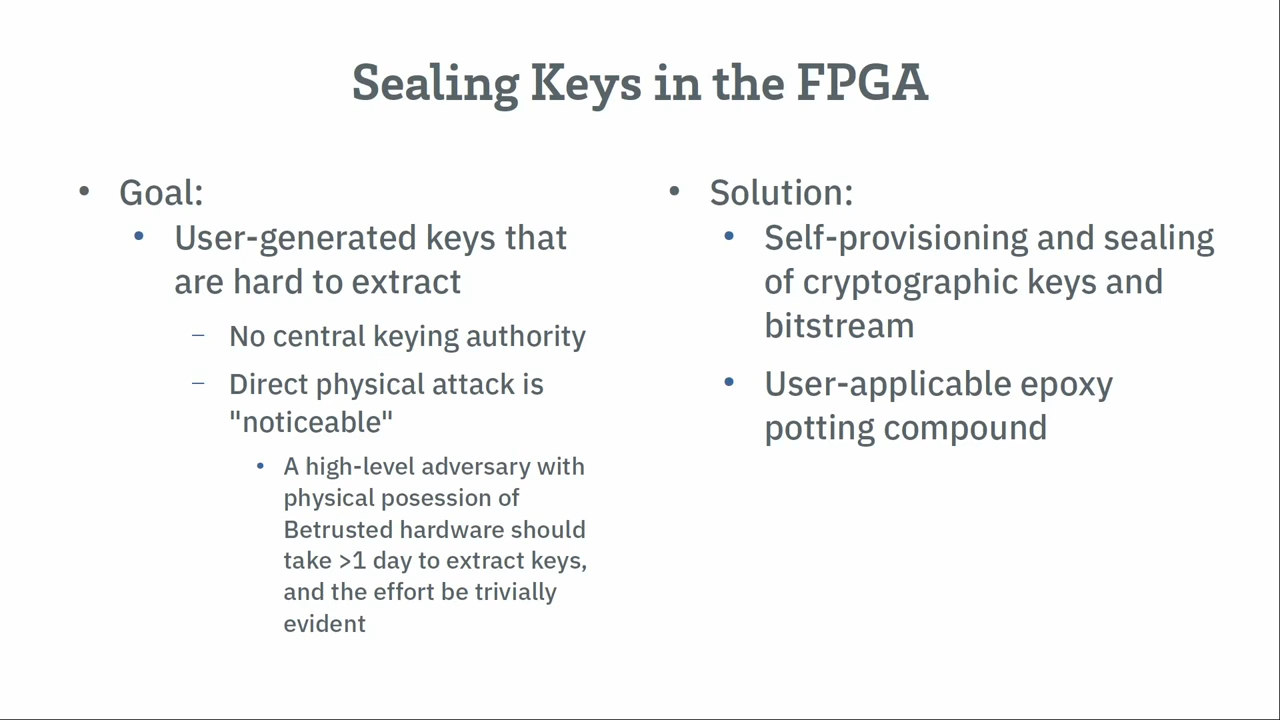 Sealing Keys in the FPGA
• Goal:
• User-generated keys that
are hard to extract
– No central keying authority
– Direct physical attack is
"noticeable"
• A high-level adversary with
physical posession of
Betrusted hardware should
take >1 day to extract keys,
and the effort be trivially
evident
• Solution:
• Self-provisioning and sealing
of cryptographic keys and
bitstream
• User-applicable epoxy
potting compound